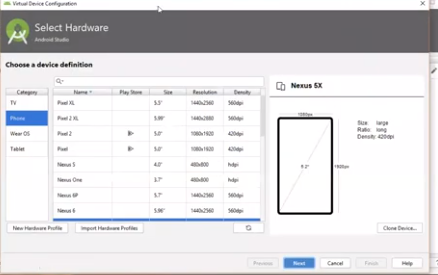 Virtual Device Configuration
Select Hardware
Android Studio
Choose a device definition
Category
Name Play Store Size Resolution Density
TV
Phone
Wear OS
Tablet
Pixel XL 5.5" 1440x2560 560dpi
Pixel 2 XL 5.99" 1440x2880 560dpi
Pixel 2 5.0" 1080x1920 420dpi
Pixel 5.0" 1080x1920 420dpi
Nexus S 4.0" 480x800 hdpi
Nexus One 3.7" 480x800 hdpi
Nexus 6P 5.7" 1440x2560 560dpi
Nexus 6 5.96" 1440x2560 560dpi
Nexus 5X
1080px
5.2"
1920px
Size: large
Ratio: long
Density: 420dpi
New Hardware Profile Import Hardware Profiles
Clone Device...
Previous Next Cancel Finish Help